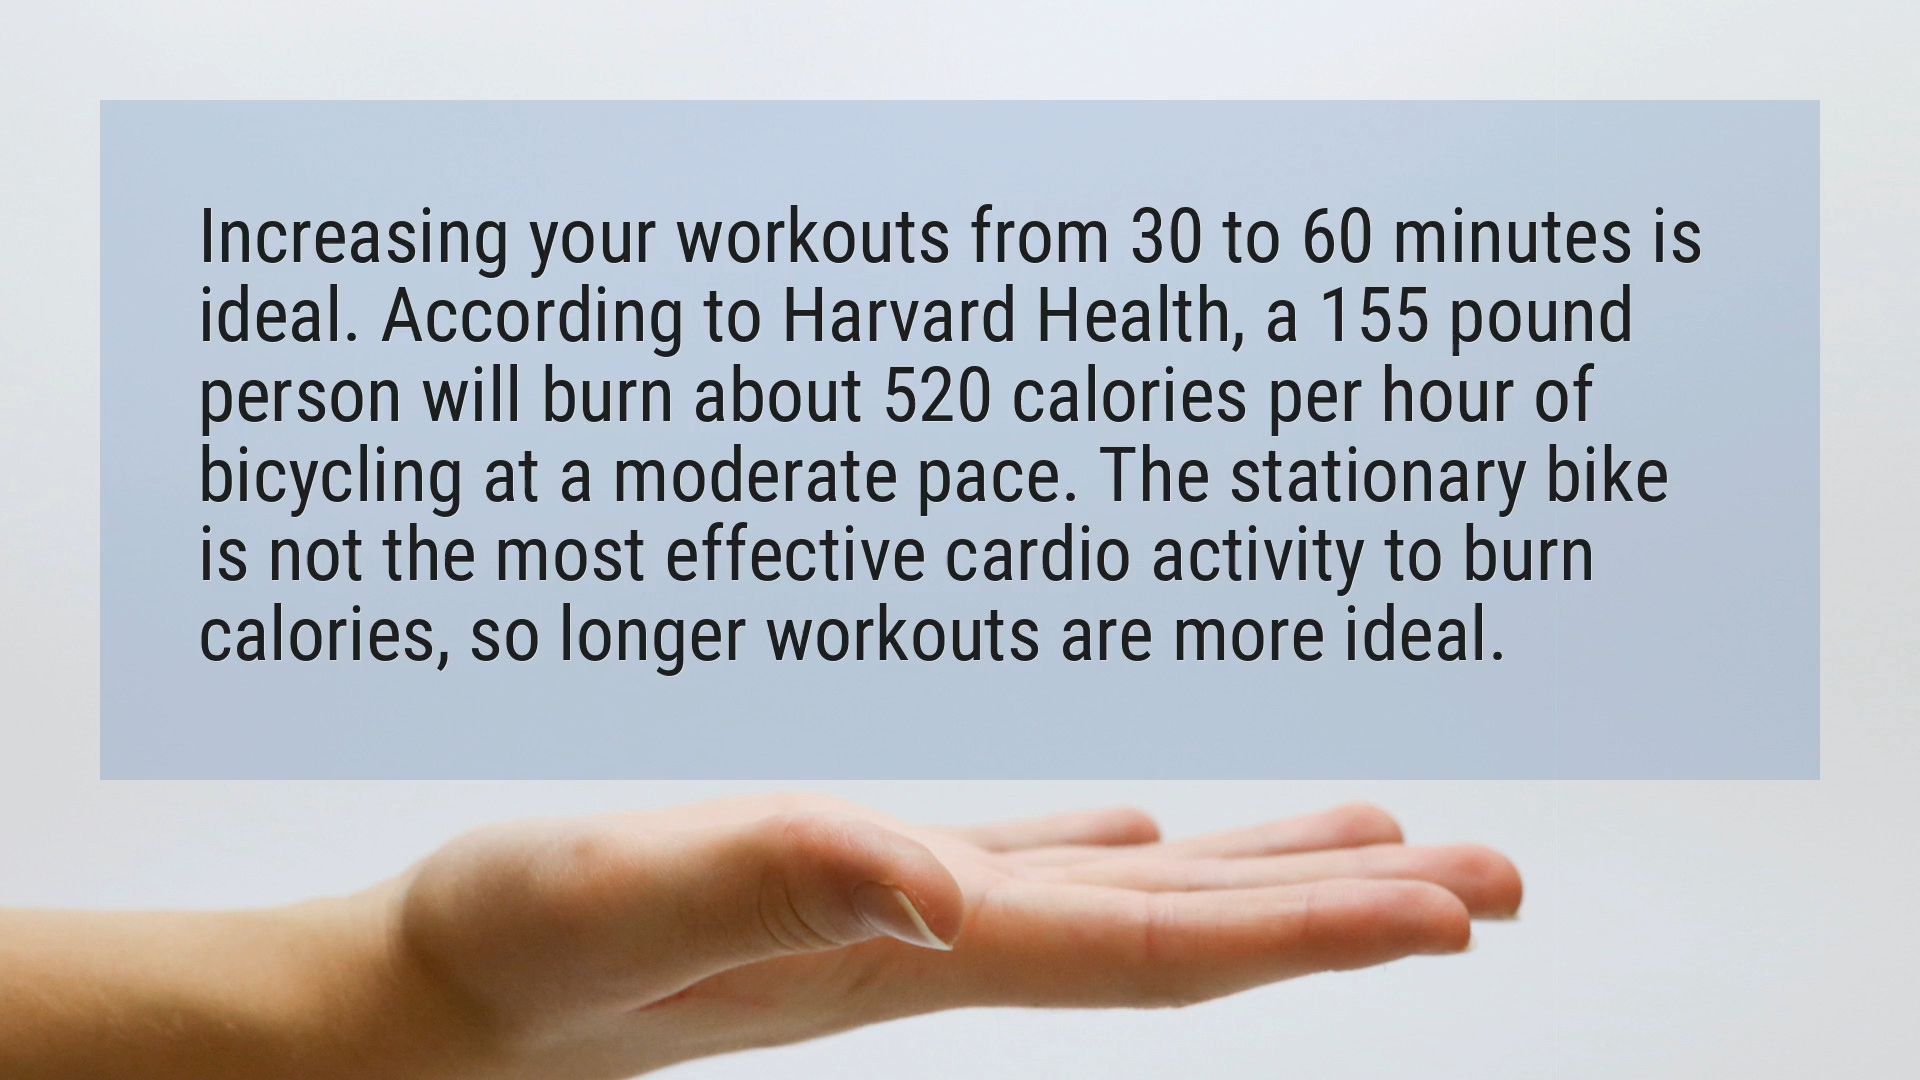 Increasing your workouts from 30 to 60 minutes is
ideal. According to Harvard Health, a 155 pound
person will burn about 520 calories per hour of
bicycling at a moderate pace. The stationary bike
is not the most effective cardio activity to burn
calories, so longer workouts are more ideal.